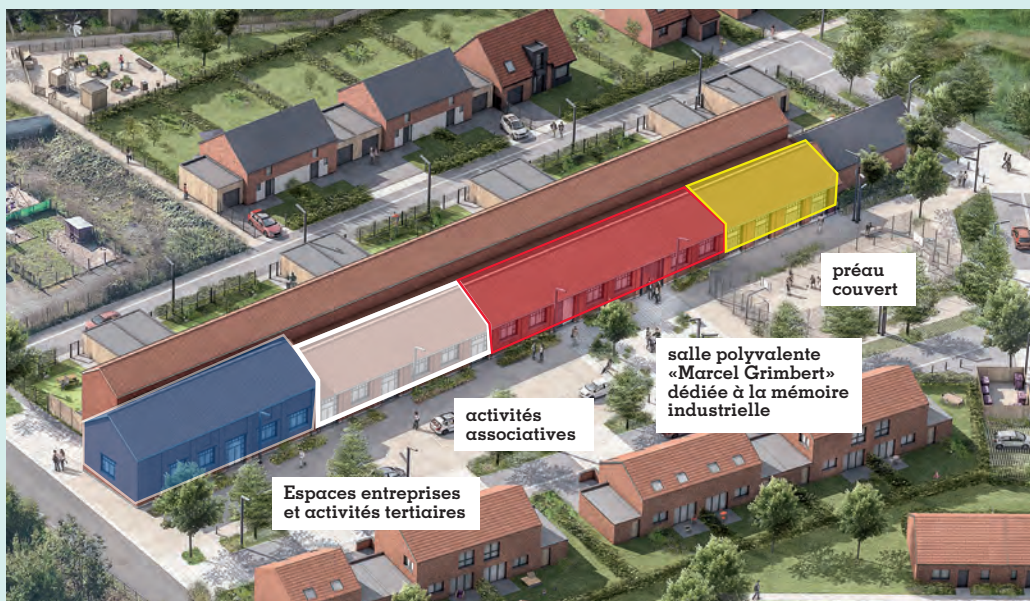 préau
couvert
salle polyvalente
«Marcel Grimbert»
dédiée à la mémoire
industrielle
activités
associatives
Espaces entreprises
et activités tertiaires